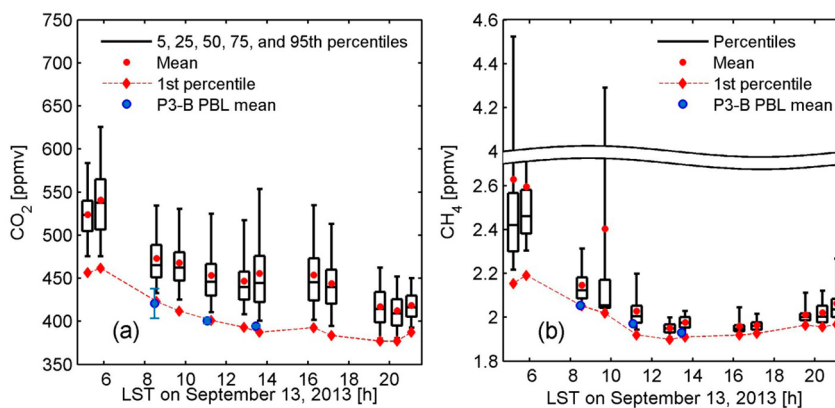 750
700
650
600
550
500
450
400
350
CO2 [ppmv]
5, 25, 50, 75, and 95th percentiles
Mean
1st percentile
P3-B PBL mean
(a)
6 8 10 12 14 16 18 20
LST on September 13, 2013 [h]
4.6
4.4
4.2
4
2.6
2.4
2.2
2
1.8
CH4 [ppmv]
Percentiles
Mean
1st percentile
P3-B PBL mean
(b)
6 8 10 12 14 16 18 20
LST on September 13, 2013 [h]